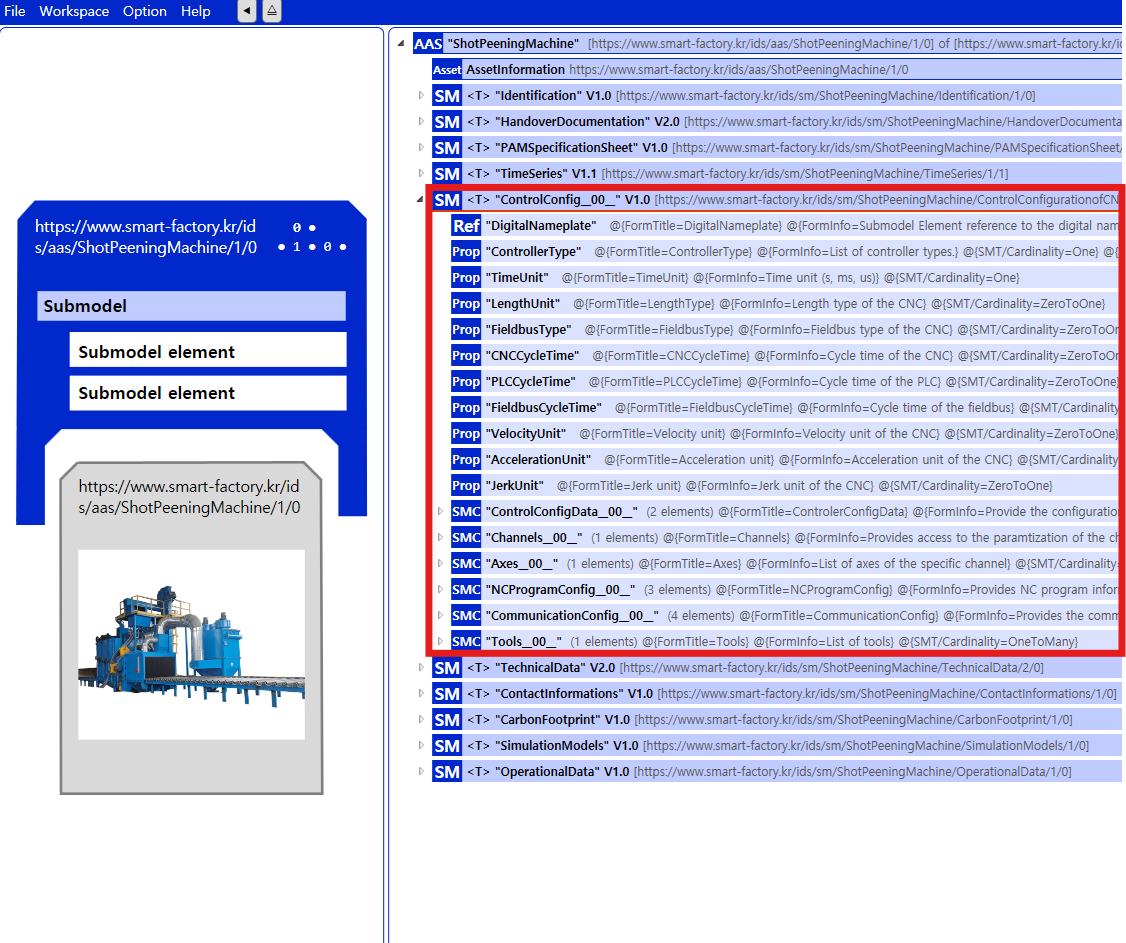 File Workspace Option Help
https://www.smart-factory.kr/id
s/aas/ShotPeeningMachine/1/0
0 ●
● 1 ● 0 ●
Submodel
Submodel element
Submodel element
https://www.smart-factory.kr/id
s/aas/ShotPeeningMachine/1/0
AAS "ShotPeeningMachine" [https://www.smart-factory.kr/ids/aas/ShotPeeningMachine/1/0] of [https://www.smart-factory.kr/i
Asset AssetInformation https://www.smart-factory.kr/ids/aas/ShotPeeningMachine/1/0
SM <T> "Identification" V1.0 [https://www.smart-factory.kr/ids/sm/ShotPeeningMachine/Identification/1/0]
SM <T> "HandoverDocumentation" V2.0 [https://www.smart-factory.kr/ids/sm/ShotPeeningMachine/HandoverDocumenta
SM <T> "PAMSpecificationSheet" V1.0 [https://www.smart-factory.kr/ids/sm/ShotPeeningMachine/PAMSpecificationSheet/
SM <T> "TimeSeries" V1.1 [https://www.smart-factory.kr/ids/sm/ShotPeeningMachine/TimeSeries/1/1]
SM <T> "ControlConfig__00__" V1.0 [https://www.smart-factory.kr/ids/sm/ShotPeeningMachine/ControlConfigurationofCN
Ref "DigitalNameplate" @{FormTitle=DigitalNameplate} @{FormInfo=Submodel Element reference to the digital nam
Prop "ControllerType" @{FormTitle=ControllerType} @{FormInfo=List of controller types.} @{SMT/Cardinality=One} @{
Prop "TimeUnit" @{FormTitle=TimeUnit} @{FormInfo=Time unit (s, ms, us)} @{SMT/Cardinality=One}
Prop "LengthUnit" @{FormTitle=LengthType} @{FormInfo=Length type of the CNC} @{SMT/Cardinality=ZeroToOne}
Prop "FieldbusType" @{FormTitle=FieldbusType} @{FormInfo=Fieldbus type of the CNC} @{SMT/Cardinality=ZeroToOn
Prop "CNCCycleTime" @{FormTitle=CNCCycleTime} @{FormInfo=Cycle time of the CNC} @{SMT/Cardinality=ZeroToOn
Prop "PLCCycleTime" @{FormTitle=PLCCycleTime} @{FormInfo=Cycle time of the PLC} @{SMT/Cardinality=ZeroToOne}
Prop "FieldbusCycleTime" @{FormTitle=FieldbusCycleTime} @{FormInfo=Cycle time of the fieldbus} @{SMT/Cardinality
Prop "VelocityUnit" @{FormTitle=Velocity unit} @{FormInfo=Velocity unit of the CNC} @{SMT/Cardinality=ZeroToOne}
Prop "AccelerationUnit" @{FormTitle=Acceleration unit} @{FormInfo=Acceleration unit of the CNC} @{SMT/Cardinality
Prop "JerkUnit" @{FormTitle=Jerk unit} @{FormInfo=Jerk unit of the CNC} @{SMT/Cardinality=ZeroToOne}
SMC "ControlConfigData__00__" (2 elements) @{FormTitle=ControlerConfigData} @{FormInfo=Provide the configuratio
SMC "Channels__00__" (1 elements) @{FormTitle=Channels} @{FormInfo=Provides access to the paramtization of the ch
SMC "Axes__00__" (1 elements) @{FormTitle=Axes} @{FormInfo=List of axes of the specific channel} @{SMT/Cardinality=
SMC "NCProgramConfig__00__" (3 elements) @{FormTitle=NCProgramConfig} @{FormInfo=Provides NC program infor
SMC "CommunicationConfig__00__" (4 elements) @{FormTitle=CommunicationConfig} @{FormInfo=Provides the comm
SMC "Tools__00__" (1 elements) @{FormTitle=Tools} @{FormInfo=List of tools} @{SMT/Cardinality=OneToMany}
SM <T> "TechnicalData" V2.0 [https://www.smart-factory.kr/ids/sm/ShotPeeningMachine/TechnicalData/2/0]
SM <T> "ContactInformations" V1.0 [https://www.smart-factory.kr/ids/sm/ShotPeeningMachine/ContactInformations/1/0]
SM <T> "CarbonFootprint" V1.0 [https://www.smart-factory.kr/ids/sm/ShotPeeningMachine/CarbonFootprint/1/0]
SM <T> "SimulationModels" V1.0 [https://www.smart-factory.kr/ids/sm/ShotPeeningMachine/SimulationModels/1/0]
SM <T> "OperationalData" V1.0 [https://www.smart-factory.kr/ids/sm/ShotPeeningMachine/OperationalData/1/0]